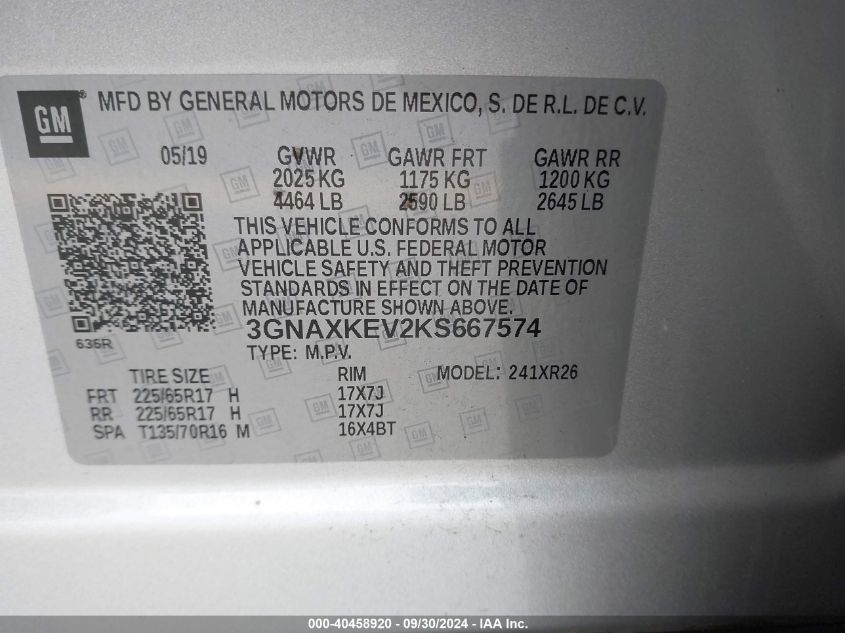 GM ®
MFD BY GENERAL MOTORS DE MEXICO, S. DE R.L. DE C.V.
05/19 GVWR GAWR FRT GAWR RR
2025 KG 1175 KG 1200 KG
4464 LB 2590 LB 2645 LB
THIS VEHICLE CONFORMS TO ALL
APPLICABLE U.S. FEDERAL MOTOR
VEHICLE SAFETY AND THEFT PREVENTION
STANDARDS IN EFFECT ON THE DATE OF
MANUFACTURE SHOWN ABOVE.
3GNAXKEV2KS667574
636R
TYPE: M.P.V.
TIRE SIZE RIM MODEL: 241XR26
FRT 225/65R17 H 17X7J
RR 225/65R17 H 17X7J
SPA T135/70R16 M 16X4BT
000-40458920 - 09/30/2024 - IAA Inc.